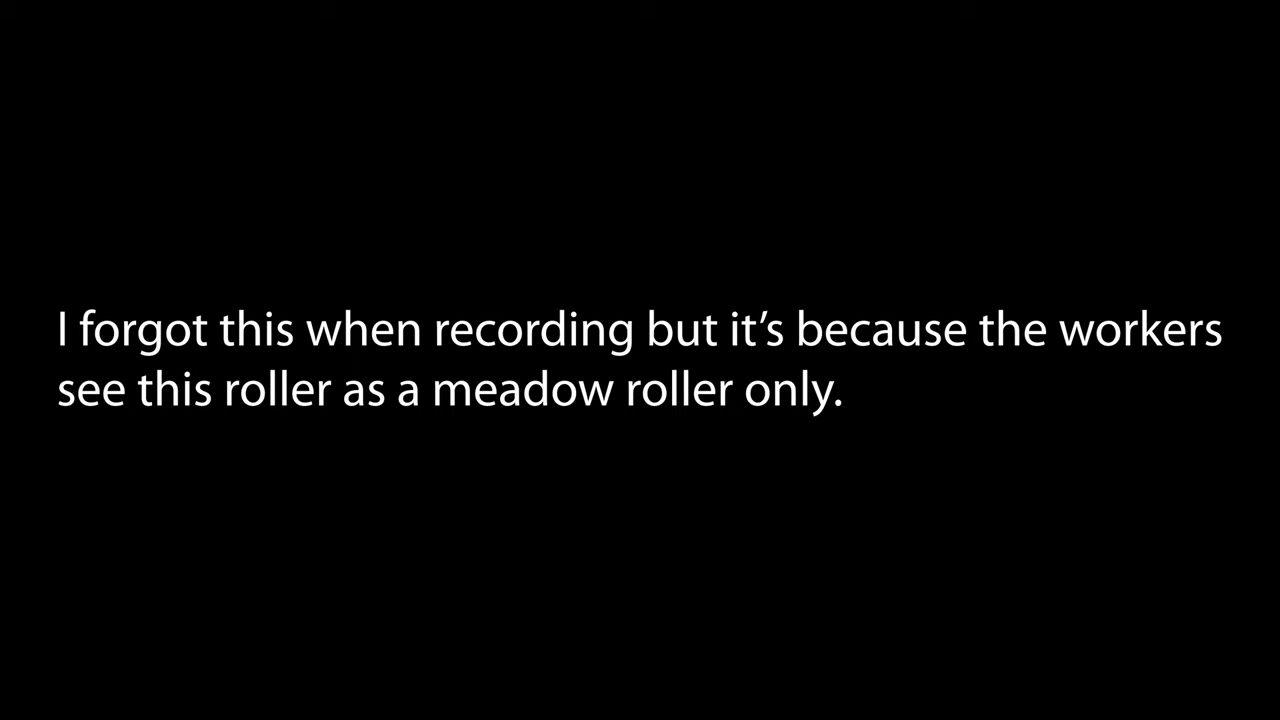 I forgot this when recording but it’s because the workers
see this roller as a meadow roller only.